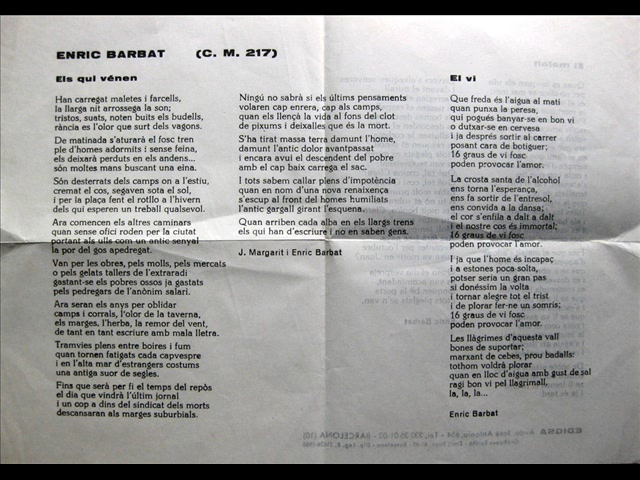 ENRIC BARBAT (C. M. 217)
Els qui vénen
Han carregat maletes i farcells,
la llarga nit arrossega la son;
tristos, suats, noten buits els budells,
rància es l'olor que surt dels vagons.
De matinada s'aturarà el fosc tren
ple d'homes adormits i sense feina,
els deixarà perduts en els andens...
són moltes mans buscant una eina.
Són desterrats dels camps on a l'estiu,
cremat el cos, segaven sota el sol,
i per la plaça fent el rotllo a l'hivern
dels qui esperen un treball qualsevol.
Ara comencen els altres caminars
quan sense ofici roden per la ciutat
portant als ulls com un antic senyal
la por del gos apedregat.
Van per les obres, pels molls, pels mercats
o pels gelats tallers de l'extraradi
gastant-se els pobres ossos ja gastats
pels pedregars de l'anònim salari.
Ara seran els anys per oblidar
camps i corrals, l'olor de la taverna,
els marges, l'herba, la remor del vent,
de tant en tant escriure amb mala lletra.
Tramvies plens entre boires i fum
quan tornen fatigats cada capvespre
i en l'alta mar d'estrangers costums
una antiga suor de segles.
Fins que serà per fi el temps del repòs
el dia que vindrà l'últim jornal
i un cop a dins del sindicat dels morts
descansaran als marges suburbials.
Ningú no sabrà si els últims pensaments
volaren cap enrera, cap als camps,
quan els llençà la vida al fons del clot
de pixums i deixalles que és la mort.
S'ha tirat massa terra damunt l'home,
damunt l'antic dolor avantpassat
i encara avui el descendent del pobre
amb el cap baix carrega el sac.
I tots sabem callar plens d'impotència
quan en nom d'una nova renaixença
s'escup al front del homes humiliats
l'antic gargall girant l'esquena.
Quan arriben cada alba en els llargs trens
els qui han d'escriure i no en saben gens.
J. Margarit i Enric Barbat
El vi
Que freda és l'aigua al matí
quan punxa la peresa,
qui pogués banyar-se en bon vi
o dutxar-se en cervesa
i ja després sortir al carrer
posant cara de botiguer;
16 graus de vi fosc
poden provocar l'amor.
La crosta santa de l'alcohol
ens torna l'esperança,
ens fa sortir de l'entresol,
ens convida a la dansa;
el cor s'enfila a dalt a dalt
i el nostre cos és immortal;
16 graus de vi fosc
poden provocar l'amor.
I ja que l'home és incapaç
i a estones poca-solta,
potser seria un gran pas
si donéssim la volta
i tornar alegre tot el trist
i de plorar fer-ne un somris;
16 graus de vi fosc
poden provocar l'amor.
Les llàgrimes d'aquesta vall
bones de suportar;
marxant de cebes, prou badalls:
tothom voldrà plorar
quan en lloc d'aigua amb gust de sal
ragi bon vi pel llagrimall,
la, la, la...
Enric Barbat